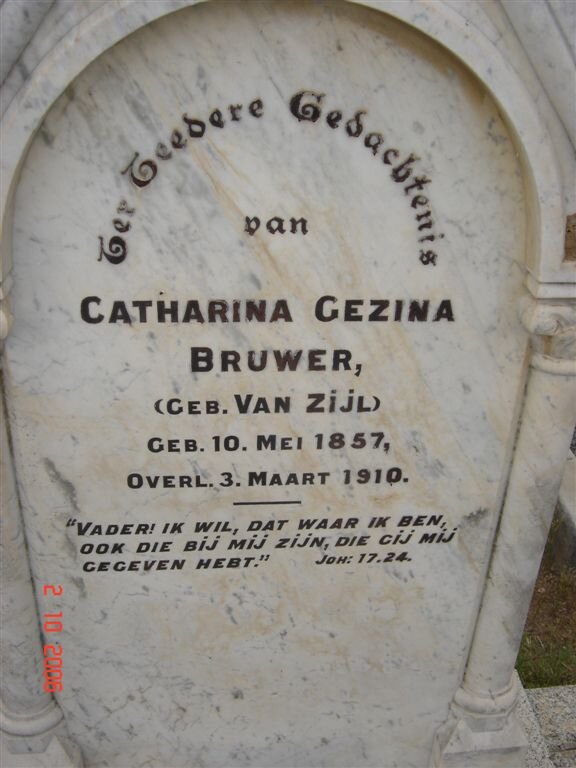 Ter Teedere Gedachtenis
van
CATHARINA GEZINA
BRUWER,
(GEB. VAN ZIJL)
GEB. 10. MEI 1857,
OVERL. 3. MAART 1910.
"VADER! IK WIL, DAT WAAR IK BEN,
OOK DIE BIJ MIJ ZIJN, DIE GIJ MIJ
GEGEVEN HEBT." JOH: 17.24.
2 10 2006